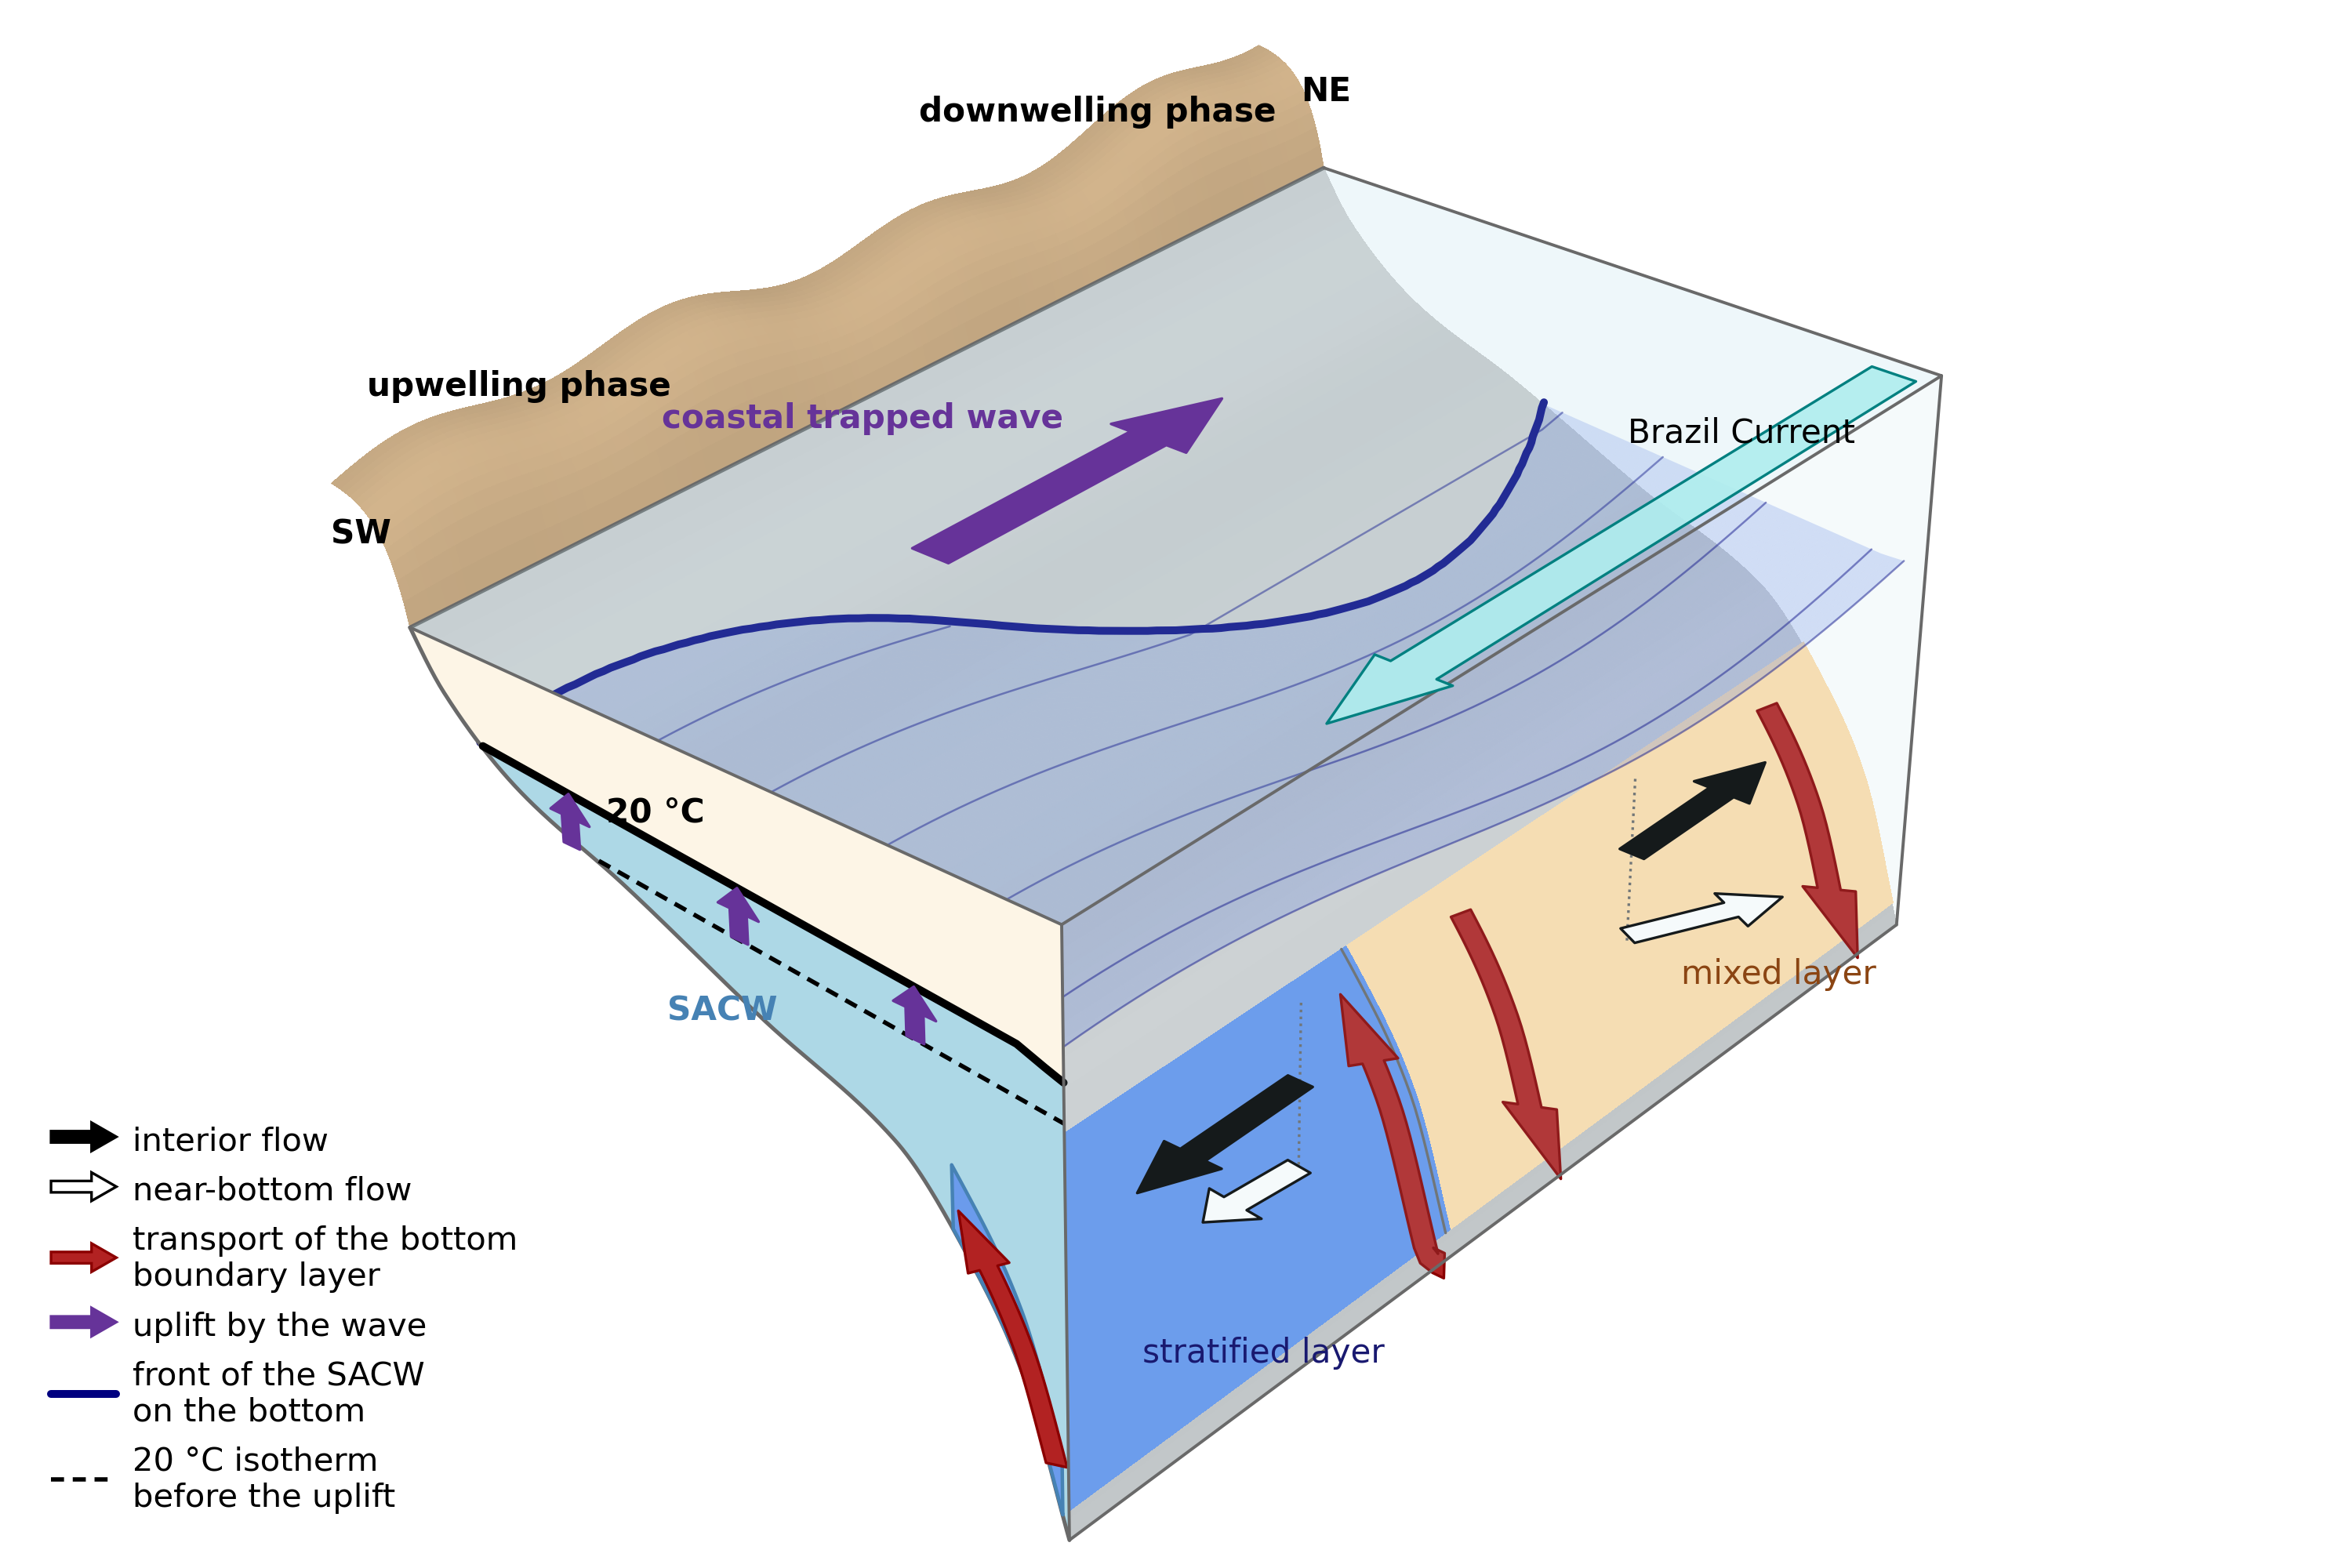 NE
downwelling phase
upwelling phase
coastal trapped wave
Brazil Current
SW
20 °C
SACW
mixed layer
stratified layer
interior flow
near-bottom flow
transport of the bottom
boundary layer
uplift by the wave
front of the SACW
on the bottom
20 °C isotherm
before the uplift